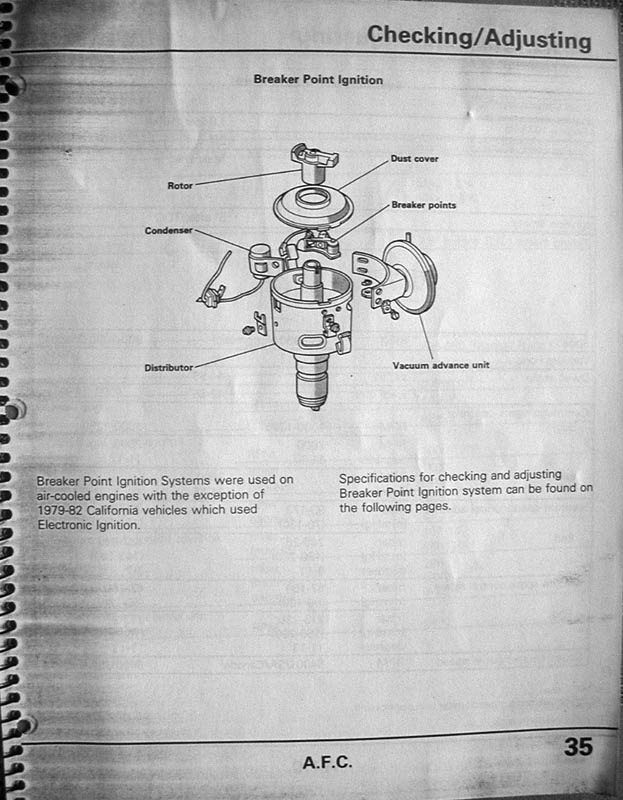 Checking/Adjusting
Breaker Point Ignition
Dust cover
Rotor
Breaker points
Condenser
Distributor
Vacuum advance unit
Breaker Point Ignition Systems were used on
air-cooled engines with the exception of
1979-82 California vehicles which used
Electronic Ignition.
Specifications for checking and adjusting
Breaker Point Ignition system can be found on
the following pages.
A.F.C.
35